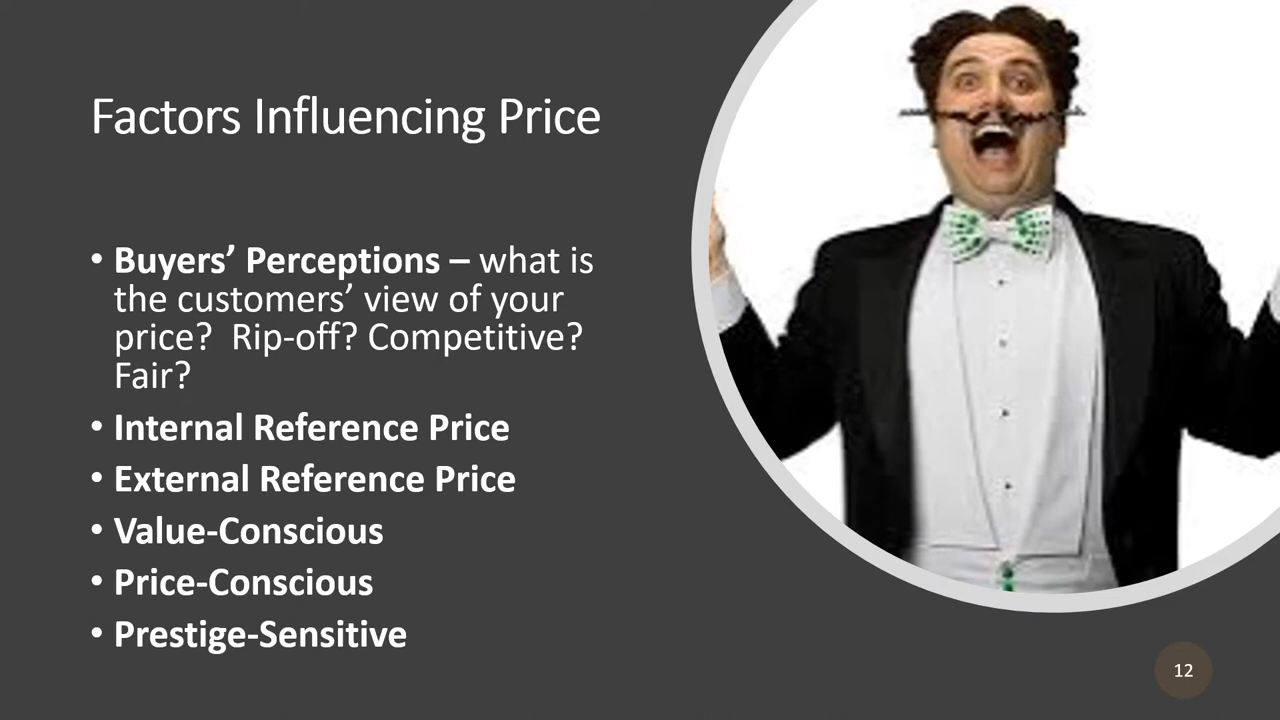 Factors Influencing Price
• Buyers’ Perceptions – what is
the customers’ view of your
price?  Rip-off? Competitive?
Fair?
• Internal Reference Price
• External Reference Price
• Value-Conscious
• Price-Conscious
• Prestige-Sensitive
12